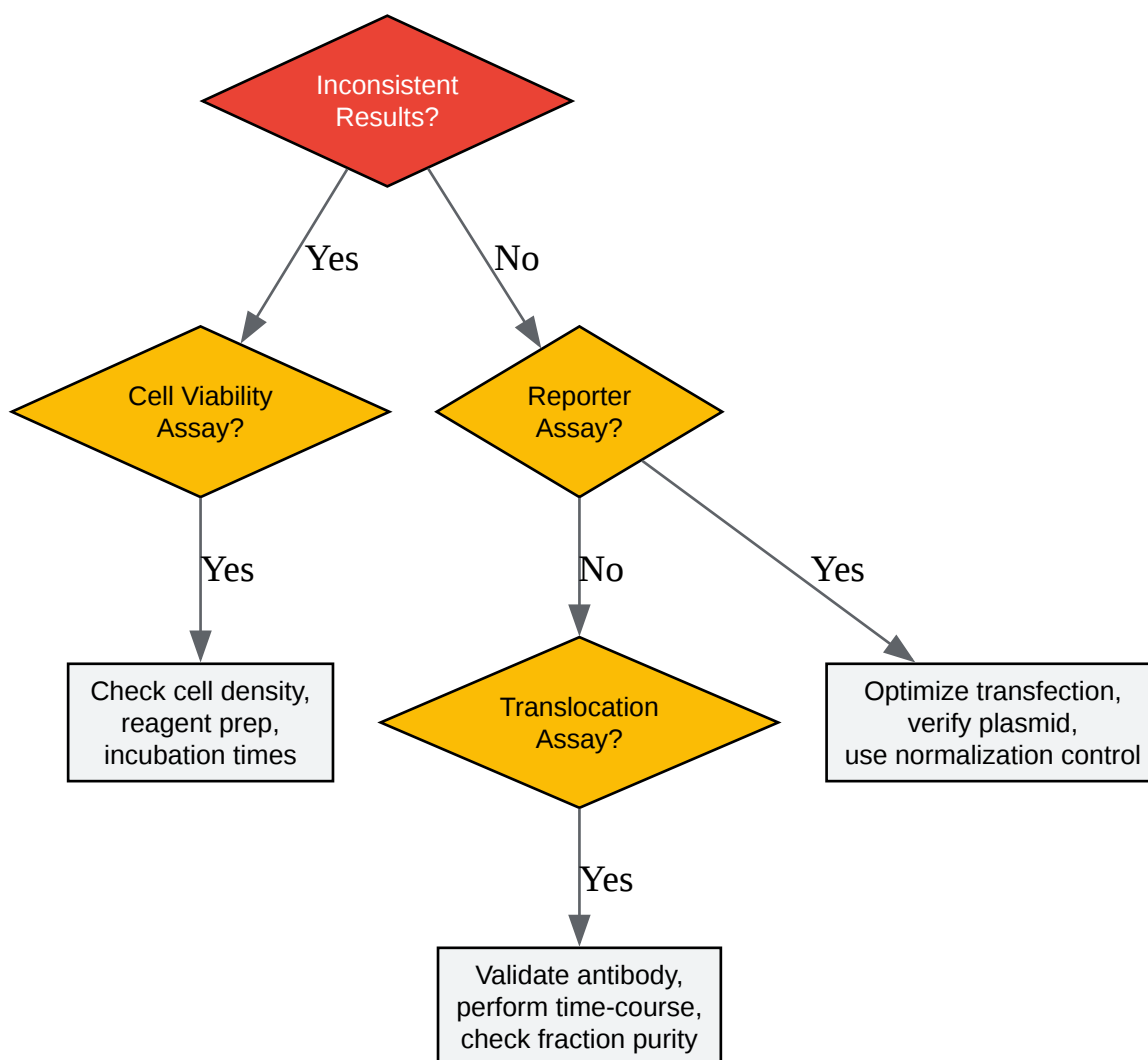 Inconsistent
Results?
Yes
No
Cell Viability
Assay?
Reporter
Assay?
Yes
No
Yes
Check cell density,
reagent prep,
incubation times
Translocation
Assay?
Optimize transfection,
verify plasmid,
use normalization control
Yes
Validate antibody,
perform time-course,
check fraction purity